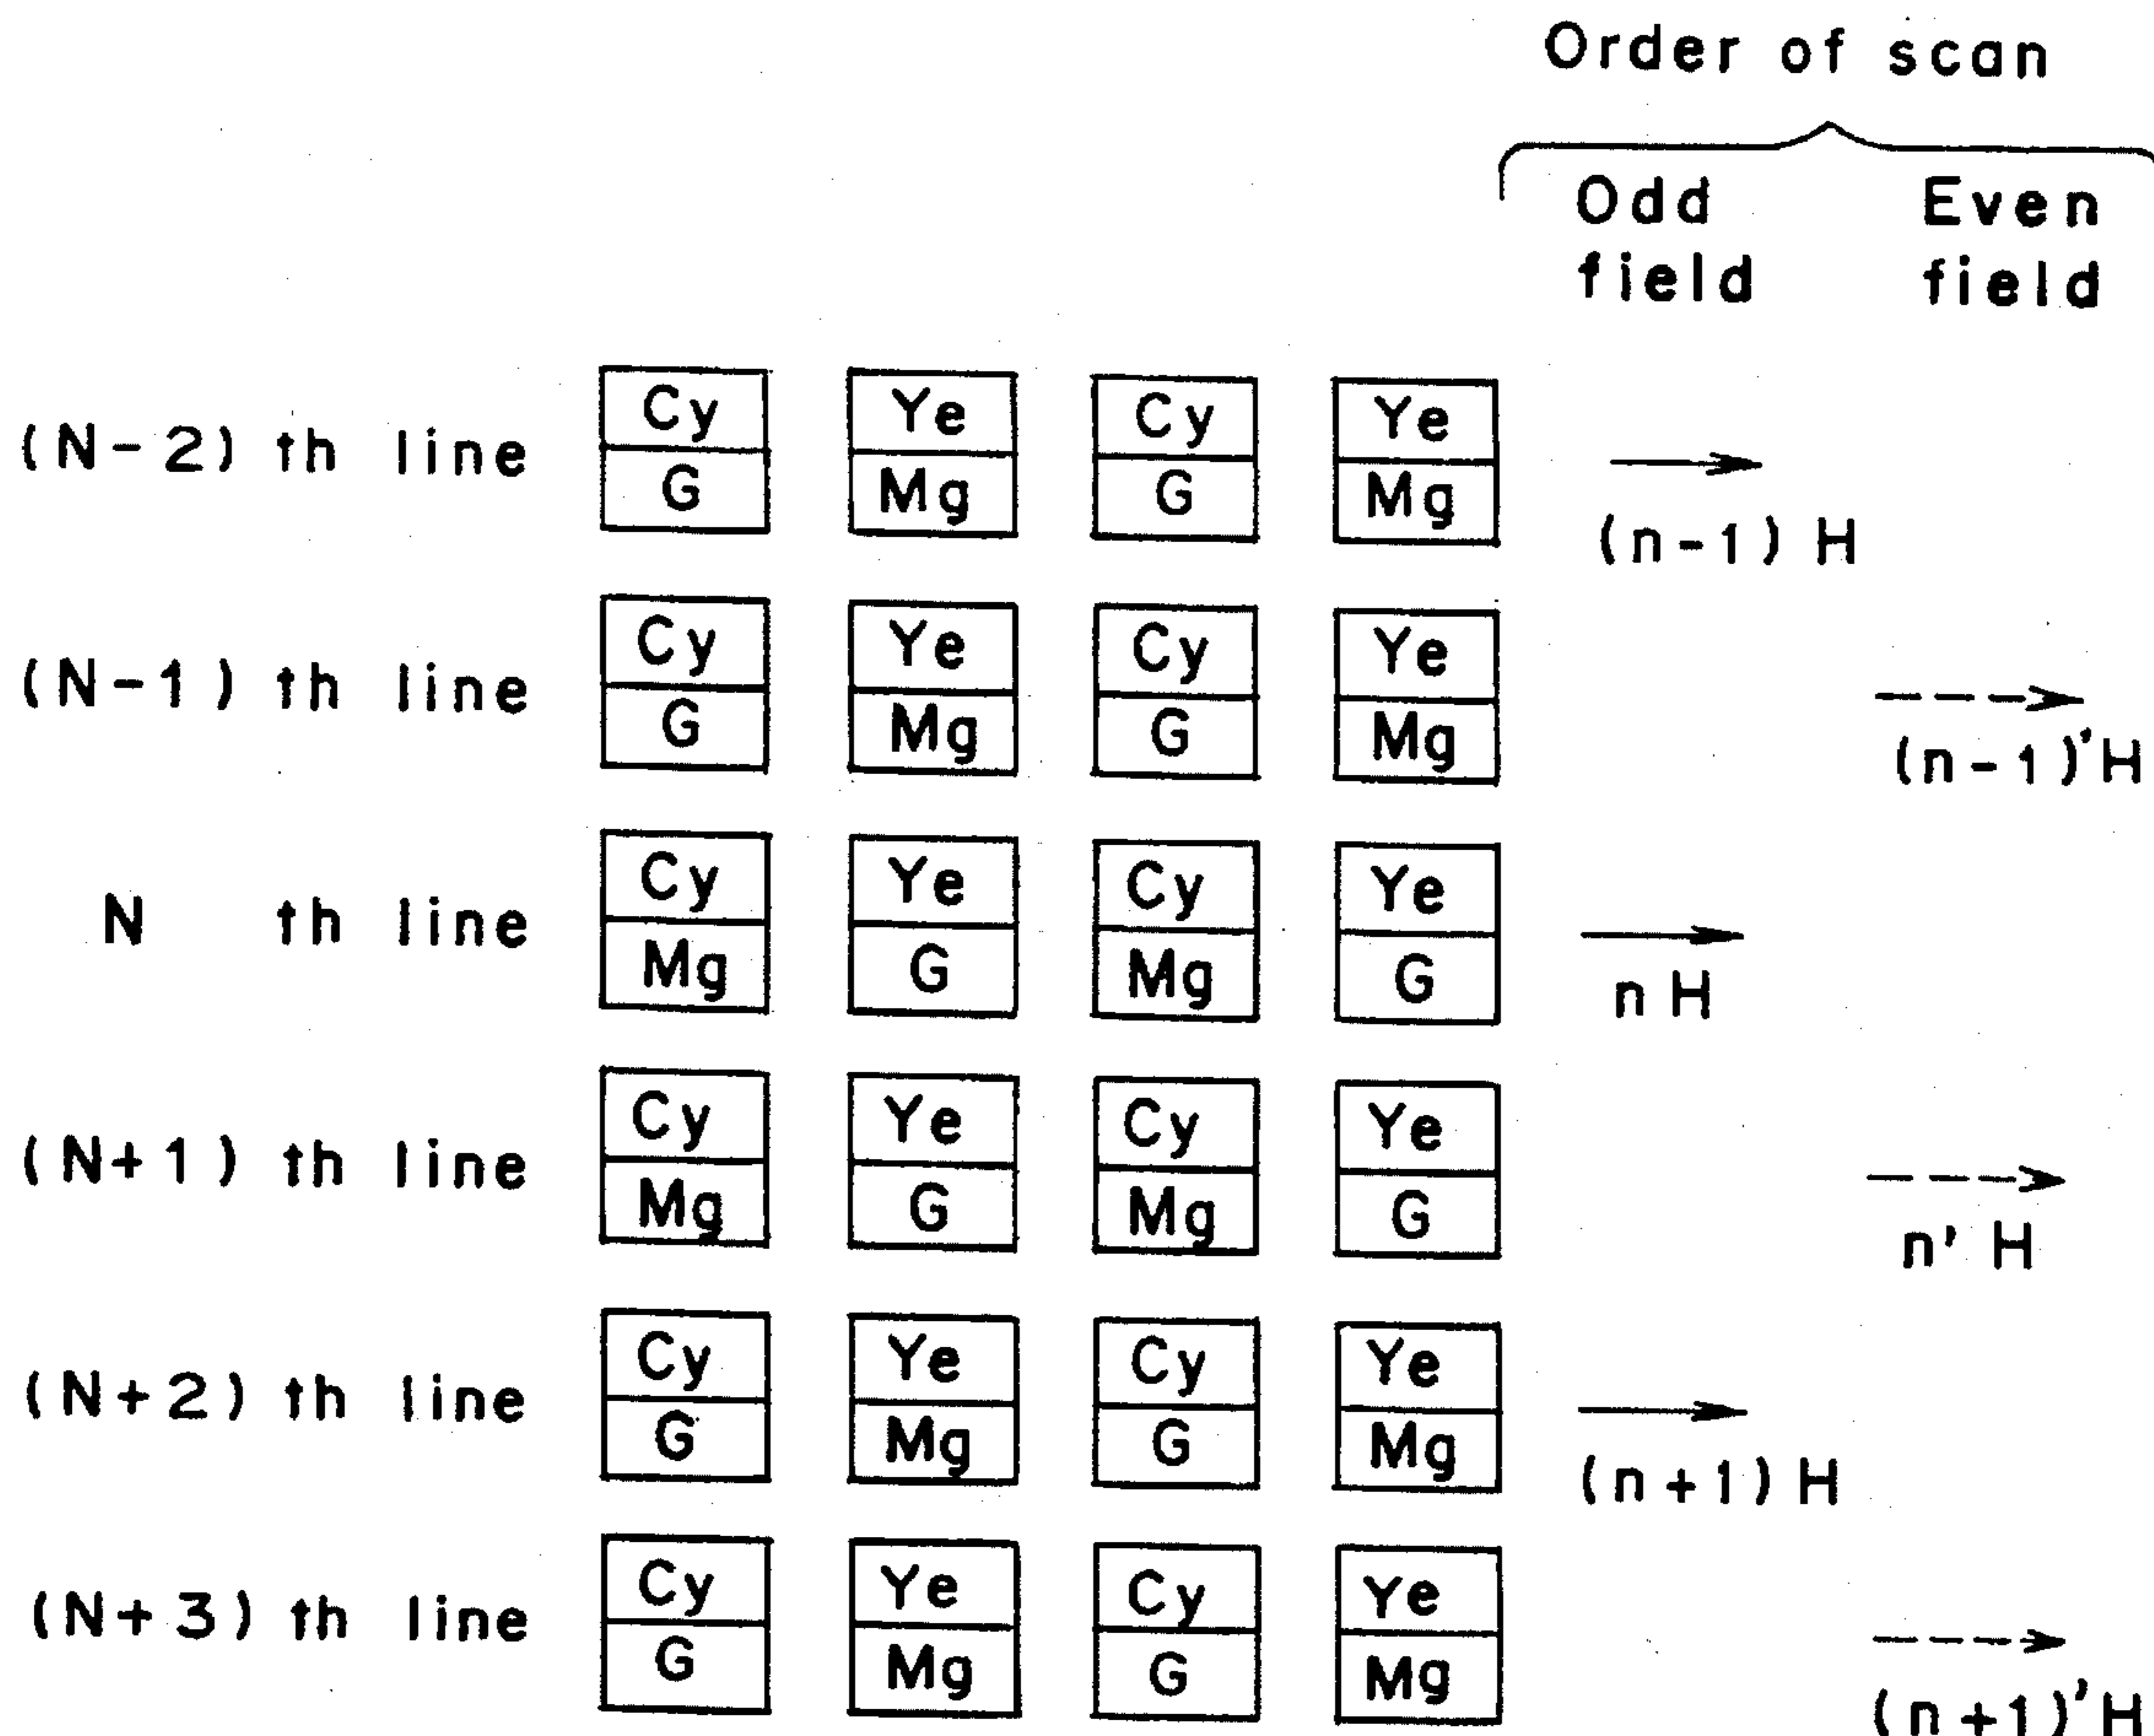 Order of scan
Odd field Even field
(N-2) th line Cy Ye Cy Ye
G Mg G Mg
(n-1) H
(N-1) th line Cy Ye Cy Ye
G Mg G Mg
(n-1)'H
N th line Cy Ye Cy Ye
Mg G Mg G
n H
(N+1) th line Cy Ye Cy Ye
Mg G Mg G
n' H
(N+2) th line Cy Ye Cy Ye
G Mg G Mg
(n+1) H
(N+3) th line Cy Ye Cy Ye
G Mg G Mg
(n+1)'H